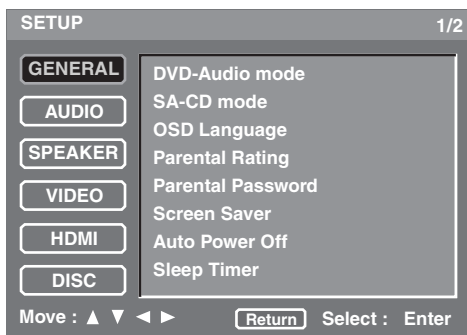 SETUP 1/2
GENERAL
AUDIO
SPEAKER
VIDEO
HDMI
DISC
DVD-Audio mode
SA-CD mode
OSD Language
Parental Rating
Parental Password
Screen Saver
Auto Power Off
Sleep Timer
Move : ▲ ▼ ◄ ► Return Select : Enter